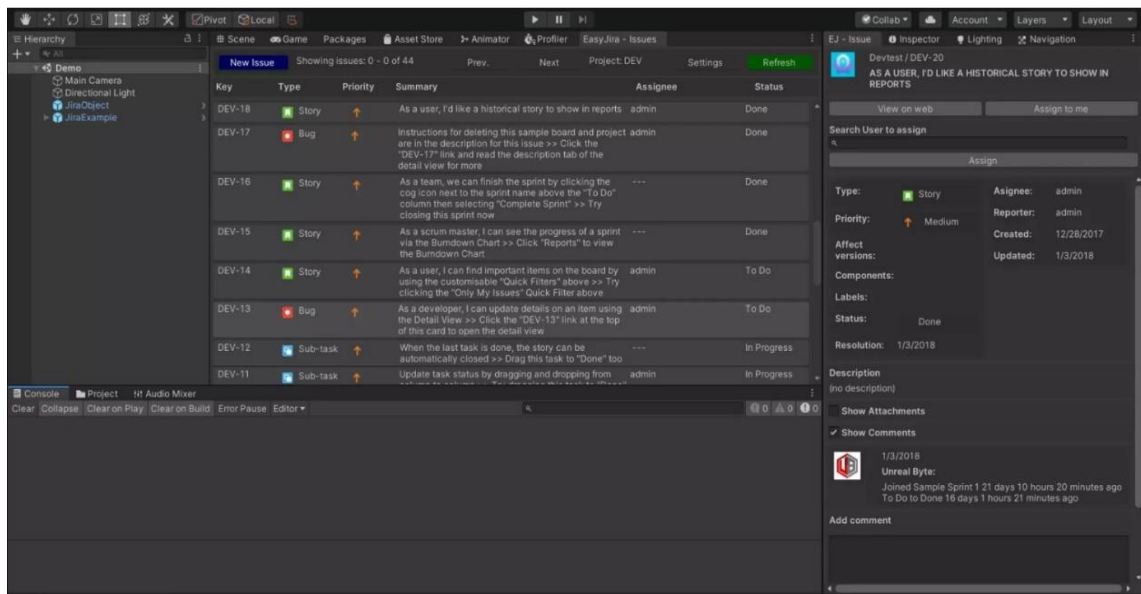 Pivot Local
Collab Account Layers Layout
Hierarchy
All
Demo
Main Camera
Directional Light
JiraObject
JiraExample
Scene Game Packages Asset Store Animator Profiler EasyJira - Issues
New Issue Showing issues: 0 - 0 of 44 Prev. Next Project: DEV Settings Refresh
Key Type Priority Summary Assignee Status
DEV-18 Story As a user, I'd like a historical story to show in reports admin Done
DEV-17 Bug Instructions for deleting this sample board and project admin Done
are in the description for this issue >> Click the
"DEV-17" link and read the description tab of the
detail view for more
DEV-16 Story As a team, we can finish the sprint by clicking the --- Done
cog icon next to the sprint name above the "To Do"
column then selecting "Complete Sprint" >> Try
closing this sprint now
DEV-15 Story As a scrum master, I can see the progress of a sprint --- Done
via the Burndown Chart >> Click "Reports" to view
the Burndown Chart
DEV-14 Story As a user, I can find important items on the board by admin To Do
using the customisable "Quick Filters" above >> Try
clicking the "Only My Issues" Quick Filter above
DEV-13 Bug As a developer, I can update details on an item using admin To Do
the Detail View >> Click the "DEV-13" link at the top
of this card to open the detail view
DEV-12 Sub-task When the last task is done, the story can be --- In Progress
automatically closed >> Drag this task to "Done" too
DEV-11 Sub-task Update task status by dragging and dropping from admin In Progress
Console Project Audio Mixer
Clear Collapse Clear on Play Clear on Build Error Pause Editor 0 0 0
EJ - Issue Inspector Lighting Navigation
Devtest / DEV-20
AS A USER, I'D LIKE A HISTORICAL STORY TO SHOW IN
REPORTS
View on web Assign to me
Search User to assign
Assign
Type: Story Asignee: admin
Priority: Medium Reporter: admin
Created: 12/28/2017
Affect
versions: Updated: 1/3/2018
Components:
Labels:
Status: Done
Resolution: 1/3/2018
Description
(no description)
Show Attachments
Show Comments
1/3/2018
Unreal Byte:
Joined Sample Sprint 1 21 days 10 hours 20 minutes ago
To Do to Done 16 days 1 hours 21 minutes ago
Add comment